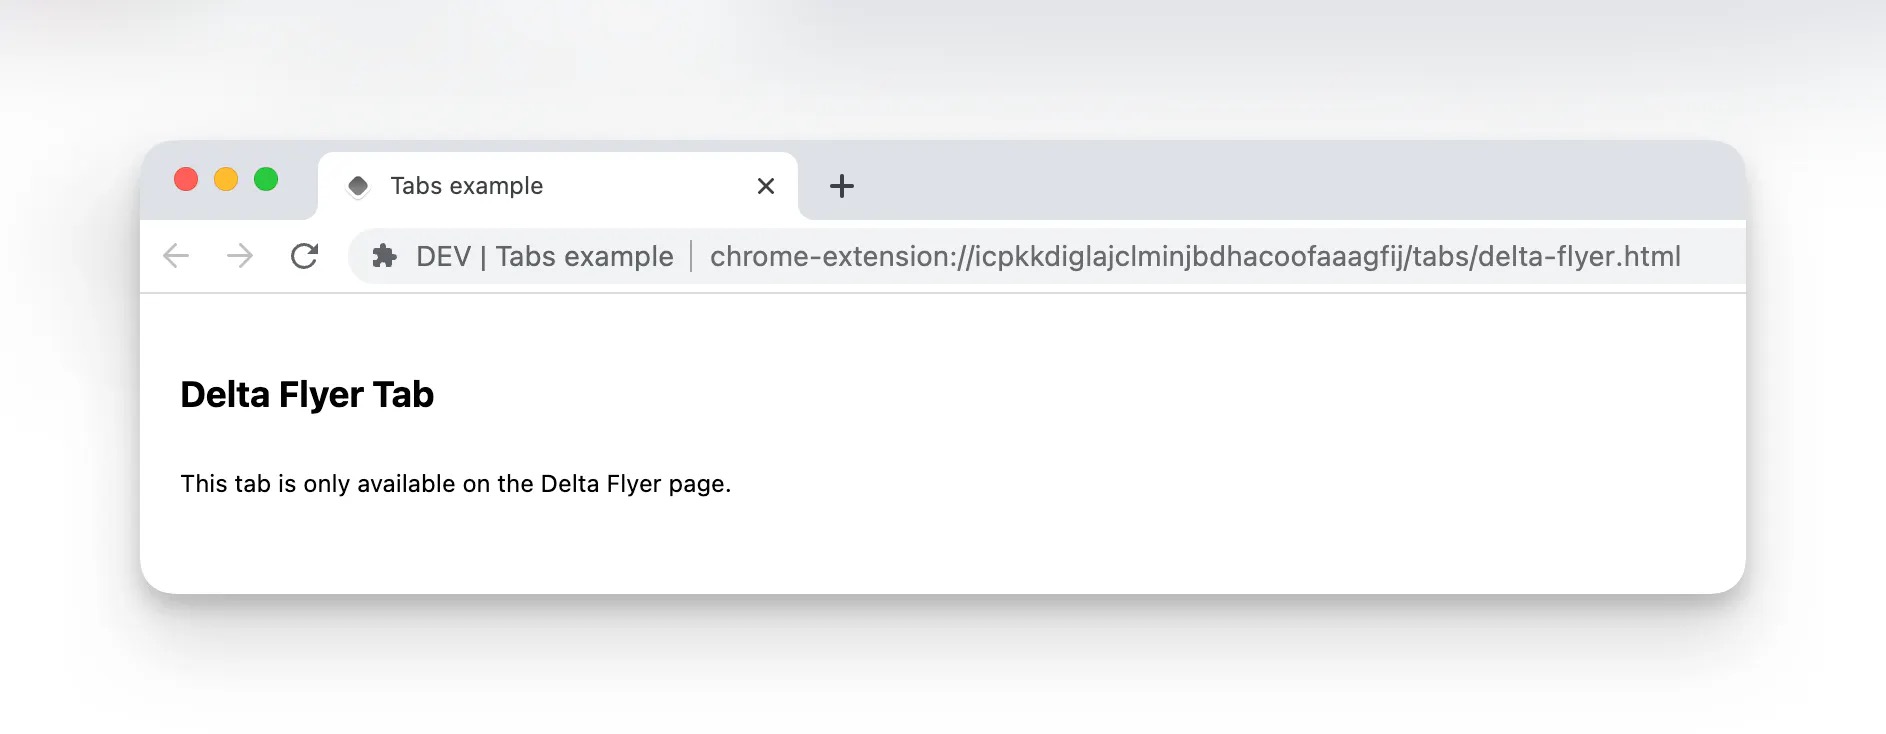 Tabs example
DEV | Tabs example | chrome-extension://icpkkdiglajclminjbdhacoofaaagfij/tabs/delta-flyer.html
Delta Flyer Tab
This tab is only available on the Delta Flyer page.